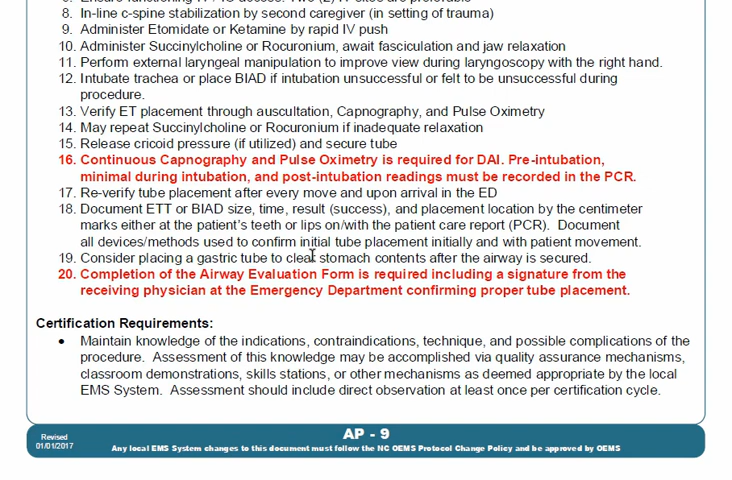 8. In-line c-spine stabilization by second caregiver (in setting of trauma)
9. Administer Etomidate or Ketamine by rapid IV push
10. Administer Succinylcholine or Rocuronium, await fasciculation and jaw relaxation
11. Perform external laryngeal manipulation to improve view during laryngoscopy with the right hand.
12. Intubate trachea or place BIAD if intubation unsuccessful or felt to be unsuccessful during
procedure.
13. Verify ET placement through auscultation, Capnography, and Pulse Oximetry
14. May repeat Succinylcholine or Rocuronium if inadequate relaxation
15. Release cricoid pressure (if utilized) and secure tube
16. Continuous Capnography and Pulse Oximetry is required for DAI. Pre-intubation,
minimal during intubation, and post-intubation readings must be recorded in the PCR.
17. Re-verify tube placement after every move and upon arrival in the ED
18. Document ETT or BIAD size, time, result (success), and placement location by the centimeter
marks either at the patient's teeth or lips on/with the patient care report (PCR). Document
all devices/methods used to confirm initial tube placement initially and with patient movement.
19. Consider placing a gastric tube to clear stomach contents after the airway is secured.
20. Completion of the Airway Evaluation Form is required including a signature from the
receiving physician at the Emergency Department confirming proper tube placement.
Certification Requirements:
• Maintain knowledge of the indications, contraindications, technique, and possible complications of the
procedure. Assessment of this knowledge may be accomplished via quality assurance mechanisms,
classroom demonstrations, skills stations, or other mechanisms as deemed appropriate by the local
EMS System. Assessment should include direct observation at least once per certification cycle.
Revised
01/01/2017
AP - 9
Any local EMS System changes to this document must follow the NC OEMS Protocol Change Policy and be approved by OEMS